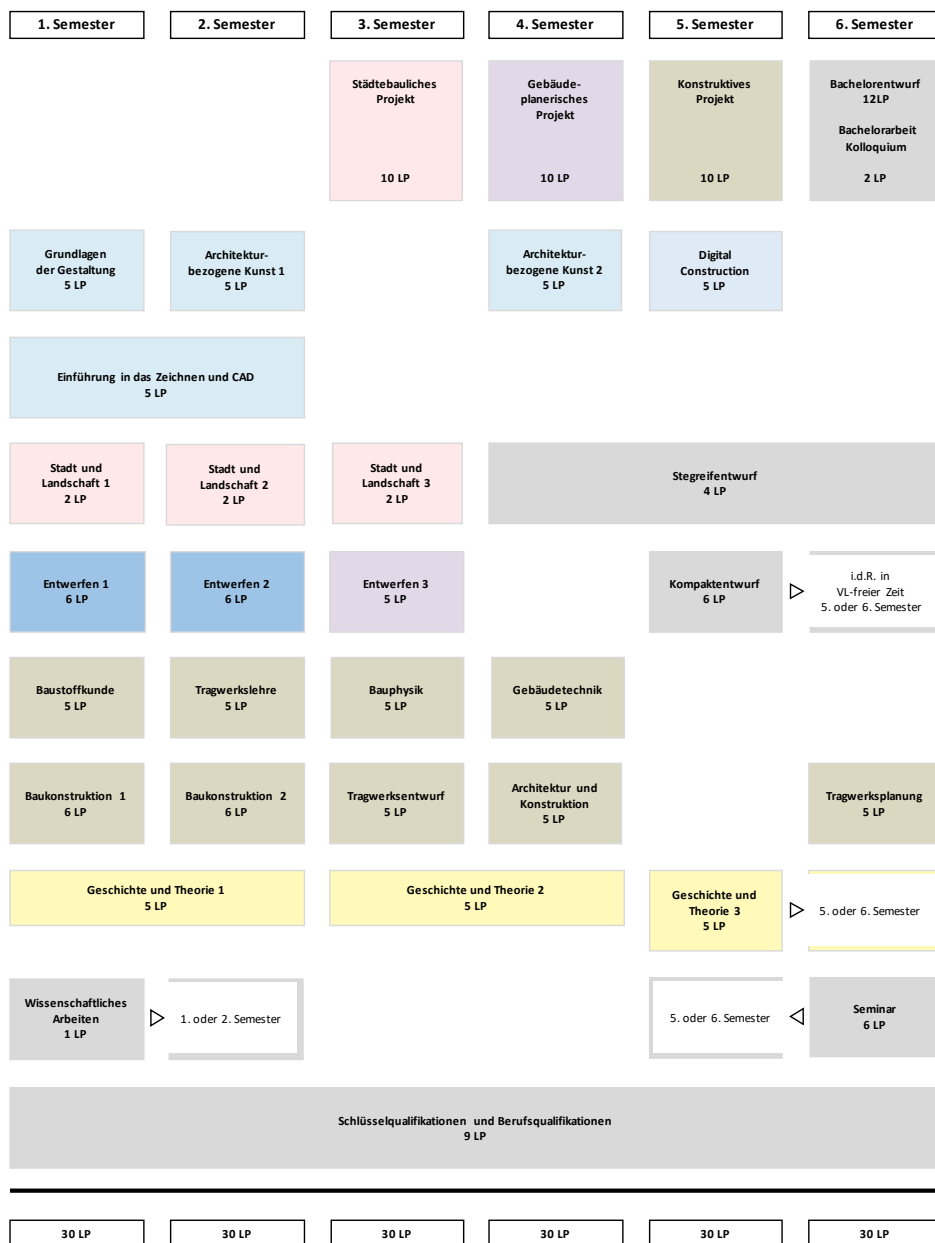 1. Semester
2. Semester
3. Semester
4. Semester
5. Semester
6. Semester
Städtebauliches
Projekt
10 LP
Gebäude-
planerisches
Projekt
10 LP
Konstruktives
Projekt
10 LP
Bachelorentwurf
12LP
Bachelorarbeit
Kolloquium
2 LP
Grundlagen
der Gestaltung
5 LP
Architektur-
bezogene Kunst 1
5 LP
Architektur-
bezogene Kunst 2
5 LP
Digital
Construction
5 LP
Einführung in das Zeichnen und CAD
5 LP
Stadt und
Landschaft 1
2 LP
Stadt und
Landschaft 2
2 LP
Stadt und
Landschaft 3
2 LP
Stegreifentwurf
4 LP
Entwerfen 1
6 LP
Entwerfen 2
6 LP
Entwerfen 3
5 LP
Kompaktentwurf
6 LP
i.d.R. in
VL-freier Zeit
5. oder 6. Semester
Baustoffkunde
5 LP
Tragwerkslehre
5 LP
Bauphysik
5 LP
Gebäudetechnik
5 LP
Baukonstruktion 1
6 LP
Baukonstruktion 2
6 LP
Tragwerksentwurf
5 LP
Architektur und
Konstruktion
5 LP
Tragwerksplanung
5 LP
Geschichte und Theorie 1
5 LP
Geschichte und Theorie 2
5 LP
Geschichte und
Theorie 3
5 LP
5. oder 6. Semester
Wissenschaftliches
Arbeiten
1 LP
1. oder 2. Semester
5. oder 6. Semester
Seminar
6 LP
Schlüsselqualifikationen und Berufsqualifikationen
9 LP
30 LP
30 LP
30 LP
30 LP
30 LP
30 LP